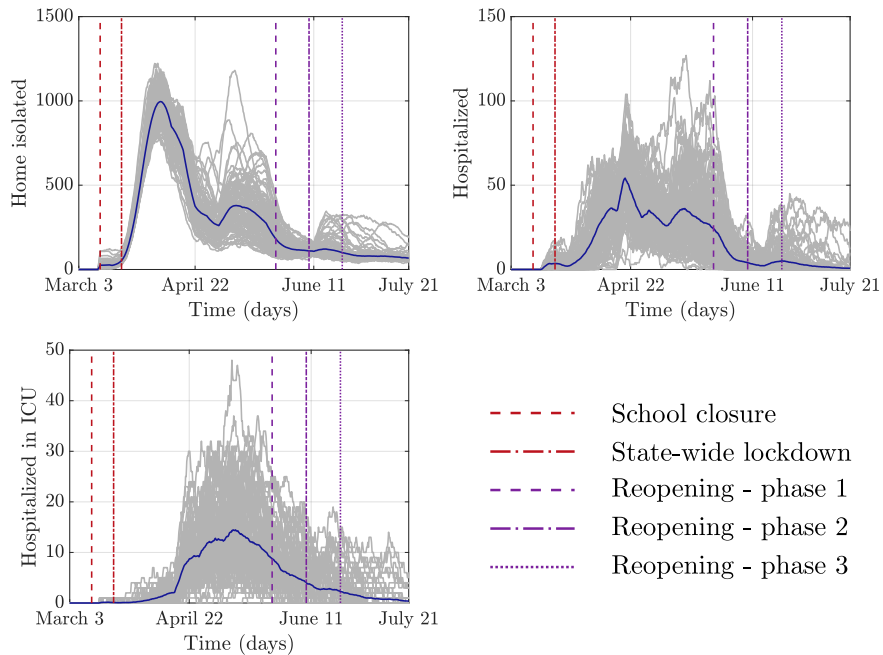 1500
1000
500
0
Home isolated
March 3
April 22
June 11
July 21
Time (days)
150
100
50
0
Hospitalized
March 3
April 22
June 11
July 21
Time (days)
50
40
30
20
10
0
Hospitalized in ICU
March 3
April 22
June 11
July 21
Time (days)
School closure
State-wide lockdown
Reopening - phase 1
Reopening - phase 2
Reopening - phase 3